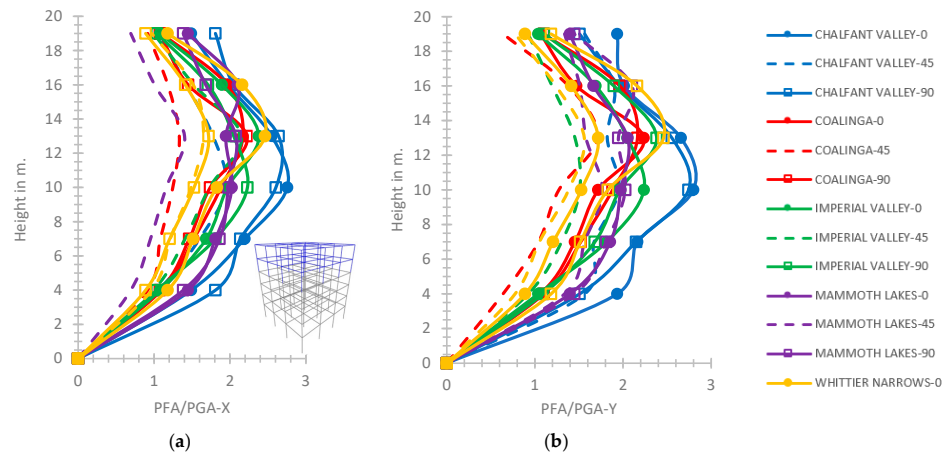 20
18
16
14
12
10
8
6
4
2
0
Height in m.
0
1
2
3
PFA/PGA-X
(a)
20
18
16
14
12
10
8
6
4
2
0
Height in m.
0
1
2
3
PFA/PGA-Y
(b)
CHALFANT VALLEY-0
CHALFANT VALLEY-45
CHALFANT VALLEY-90
COALINGA-0
COALINGA-45
COALINGA-90
IMPERIAL VALLEY-0
IMPERIAL VALLEY-45
IMPERIAL VALLEY-90
MAMMOTH LAKES-0
MAMMOTH LAKES-45
MAMMOTH LAKES-90
WHITTIER NARROWS-0